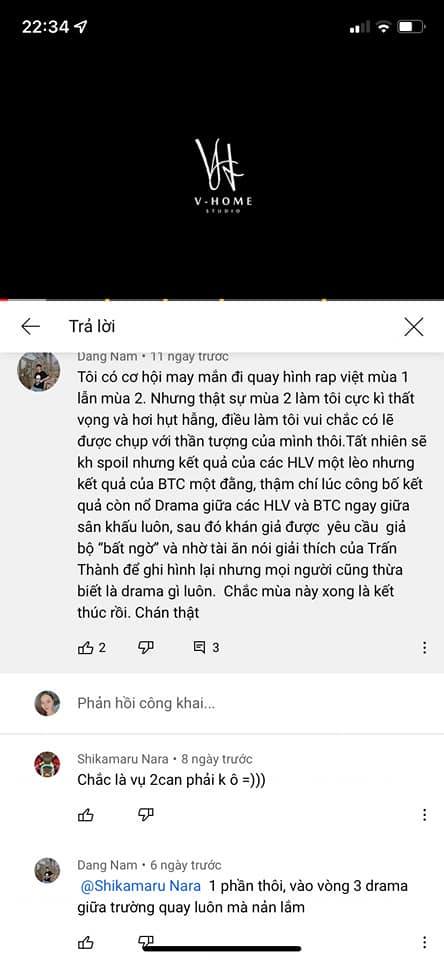 22:34
V-HOME
STUDIO
Trả lời
Dang Nam • 11 ngày trước
Tôi có cơ hội may mắn đi quay hình rap việt mùa 1
lẫn mùa 2. Nhưng thật sự mùa 2 làm tôi cực kì thất
vọng và hơi hụt hẫng, điều làm tôi vui chắc có lẽ
được chụp với thần tượng của mình thôi.Tất nhiên sẽ
kh spoil nhưng kết quả của các HLV một lèo nhưng
kết quả của BTC một đằng, thậm chí lúc công bố kết
quả còn nổ Drama giữa các HLV và BTC ngay giữa
sân khấu luôn, sau đó khán giả được yêu cầu giả
bộ “bất ngờ” và nhờ tài ăn nói giải thích của Trấn
Thành để ghi hình lại nhưng mọi người cũng thừa
biết là drama gì luôn. Chắc mùa này xong là kết
thúc rồi. Chán thật
2 3
Phản hồi công khai...
Shikamaru Nara • 8 ngày trước
Chắc là vụ 2can phải k ô =)))
Dang Nam • 6 ngày trước
@Shikamaru Nara 1 phần thôi, vào vòng 3 drama
giữa trường quay luôn mà nản lắm